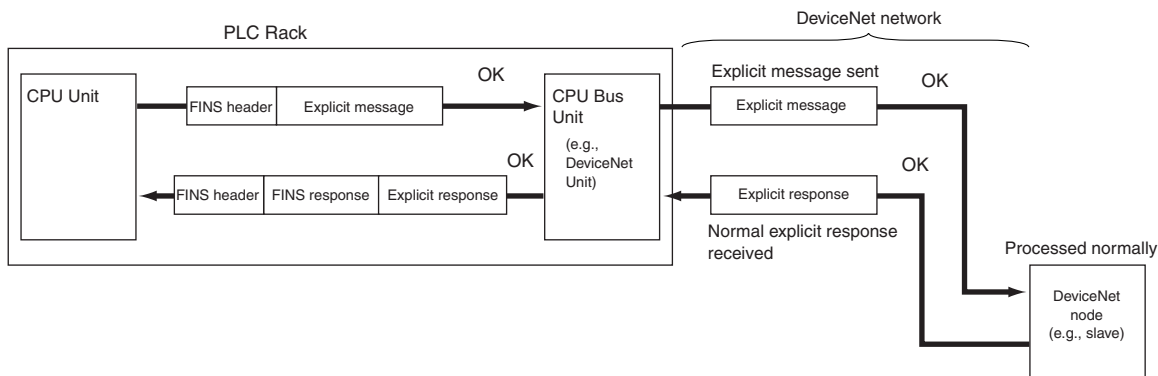 DeviceNet network
PLC Rack
CPU Unit
FINS header
Explicit message
OK
CPU Bus
Unit
(e.g.,
DeviceNet
Unit)
Explicit message sent
Explicit message
OK
FINS header
FINS response
Explicit response
OK
Explicit response
OK
Normal explicit response
received
Processed normally
DeviceNet
node
(e.g., slave)